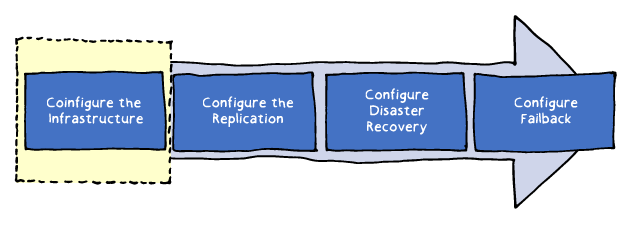 Coinfigure the
Infrastructure
Configure the
Replication
Configure
Disaster
Recovery
Configure
Failback